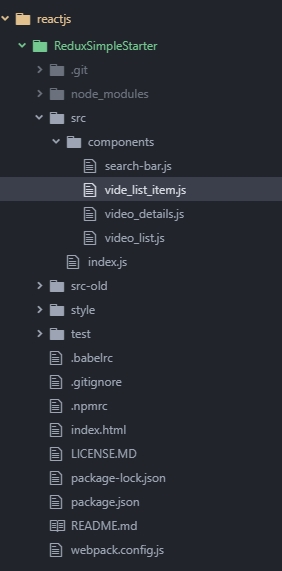 reactjs
ReduxSimpleStarter
.git
node_modules
src
components
search-bar.js
vide_list_item.js
video_details.js
video_list.js
index.js
src-old
style
test
.babelrc
.gitignore
.npmrc
index.html
LICENSE.MD
package-lock.json
package.json
README.md
webpack.config.js